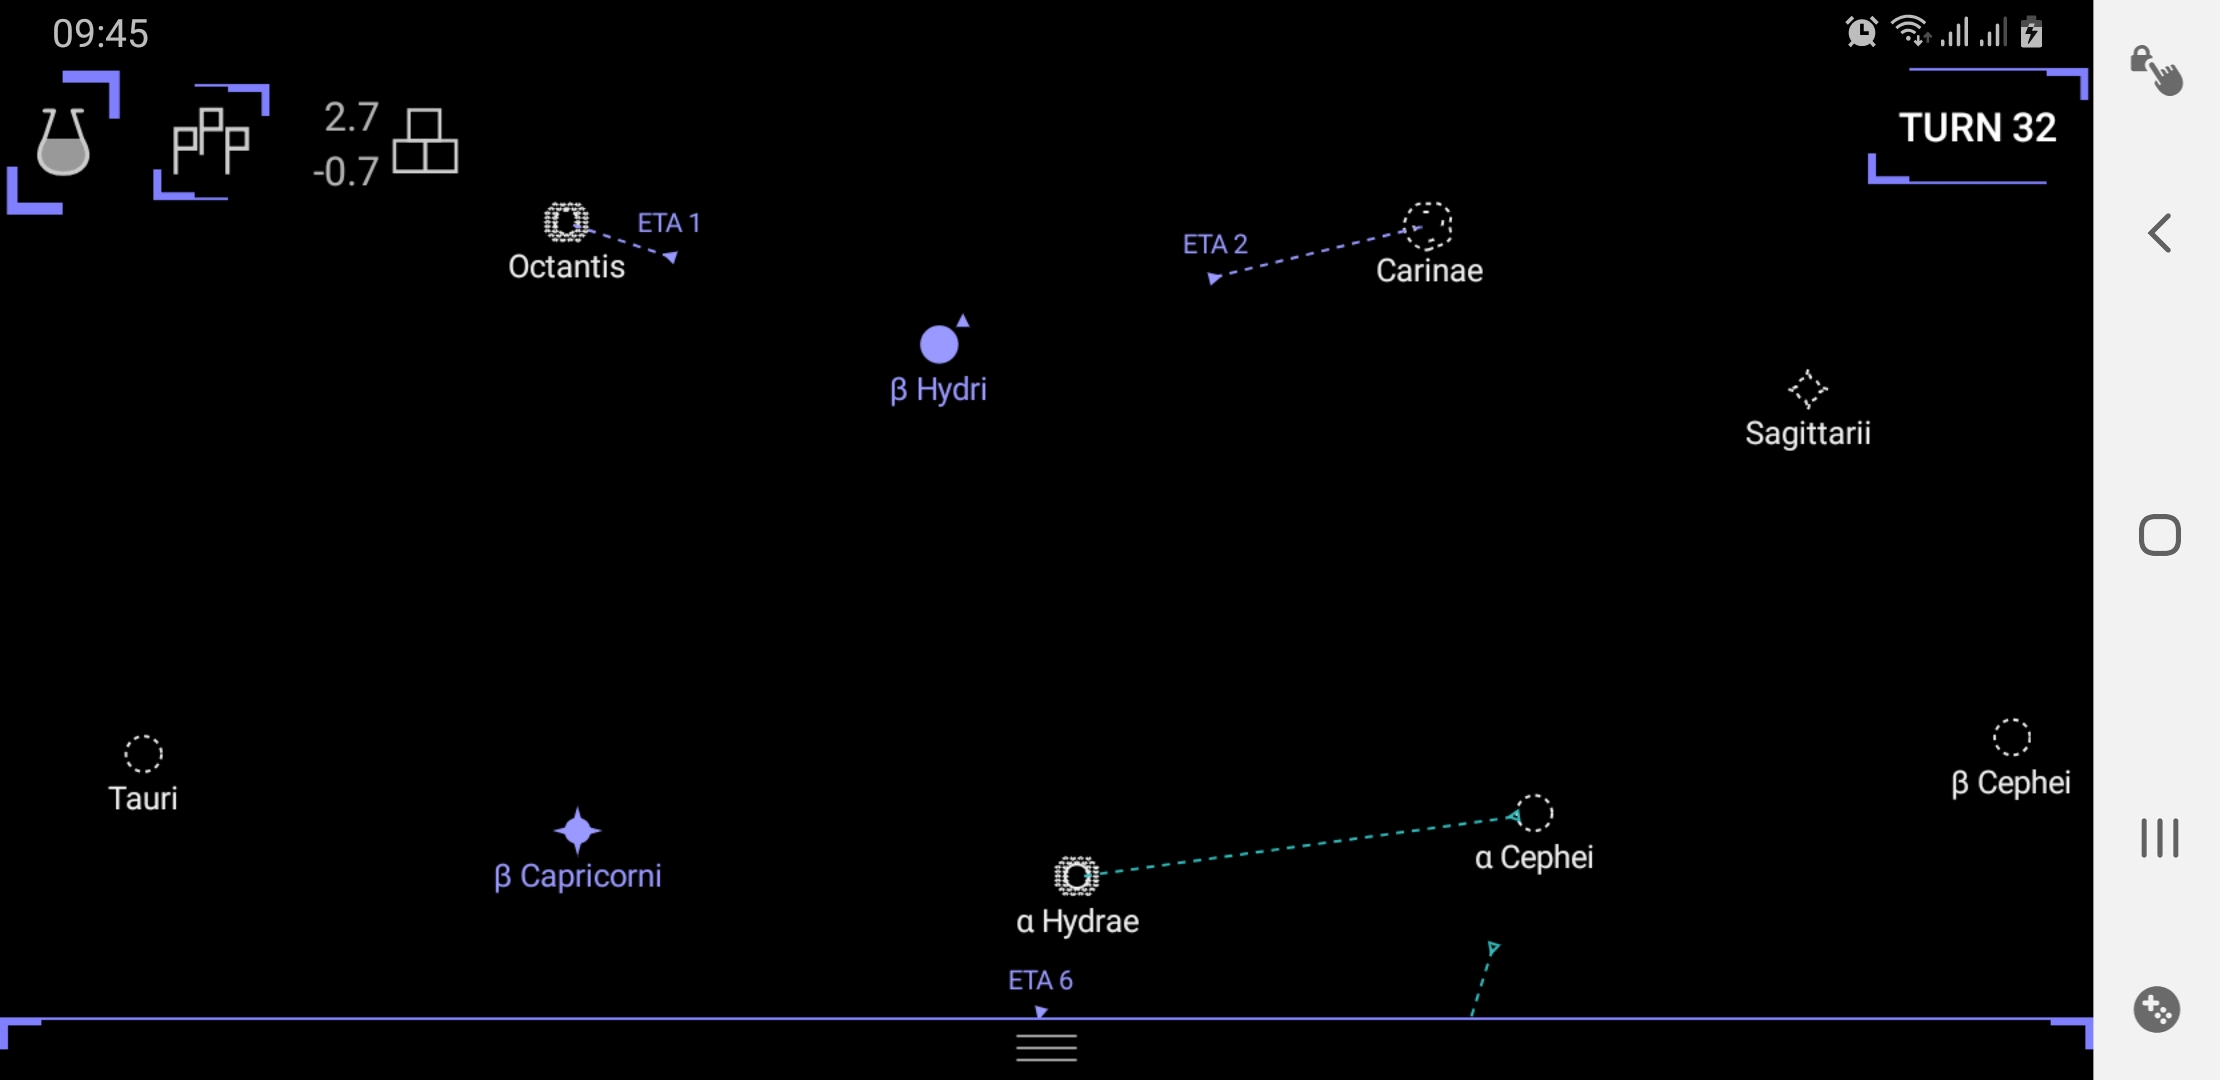 09:45
2.7
-0.7
TURN 32
ETA 1
Octantis
ETA 2
Carinae
β Hydri
Sagittarii
Tauri
β Capricorni
β Cephei
α Cephei
α Hydrae
ETA 6